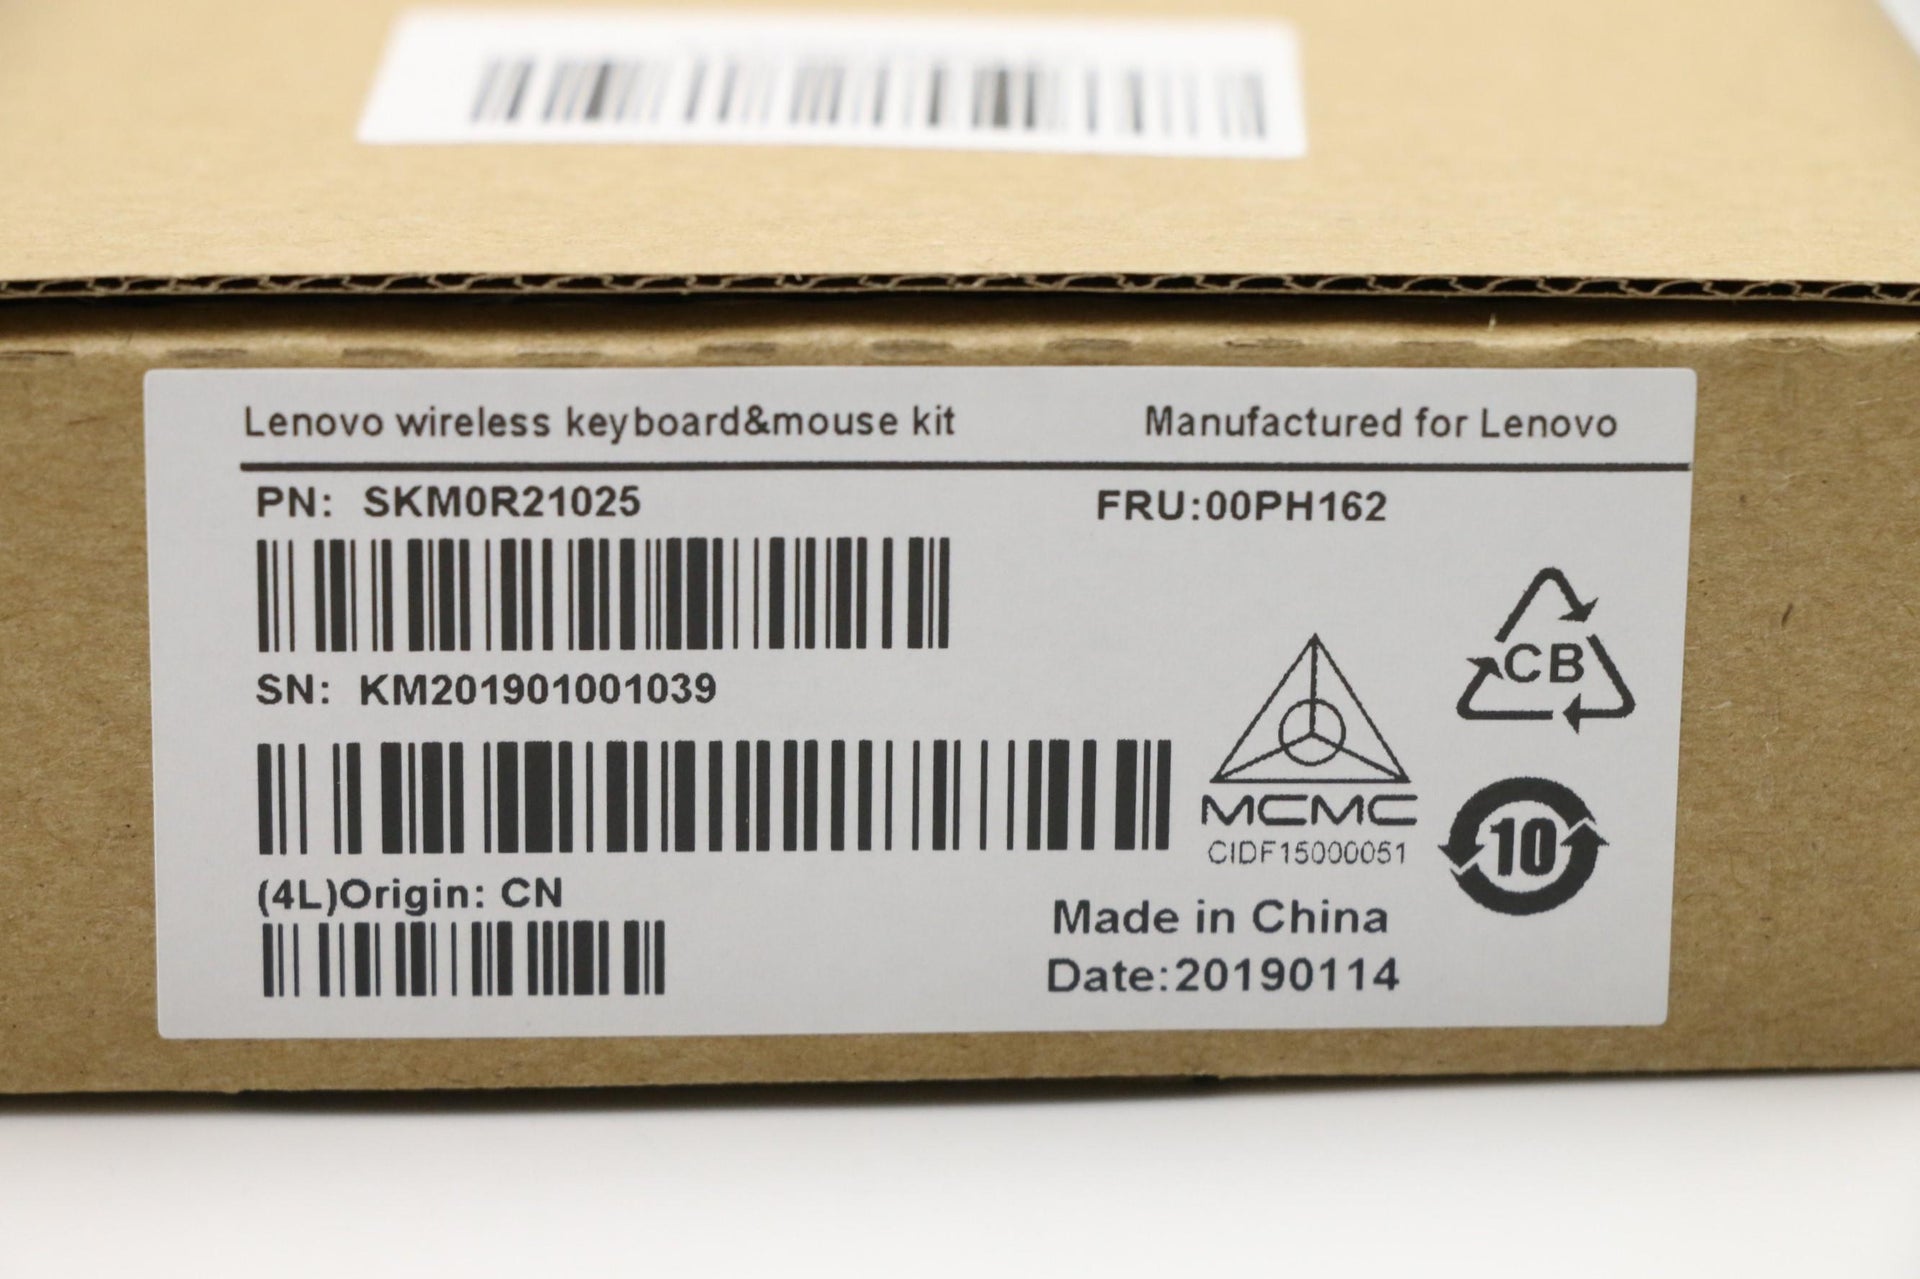 Lenovo wireless keyboard&mouse kit
Manufactured for Lenovo
PN: SKM0R21025
FRU:00PH162
SN: KM201901001039
CB
MCMC
CIDF15000051
10
(4L)Origin: CN
Made in China
Date:20190114